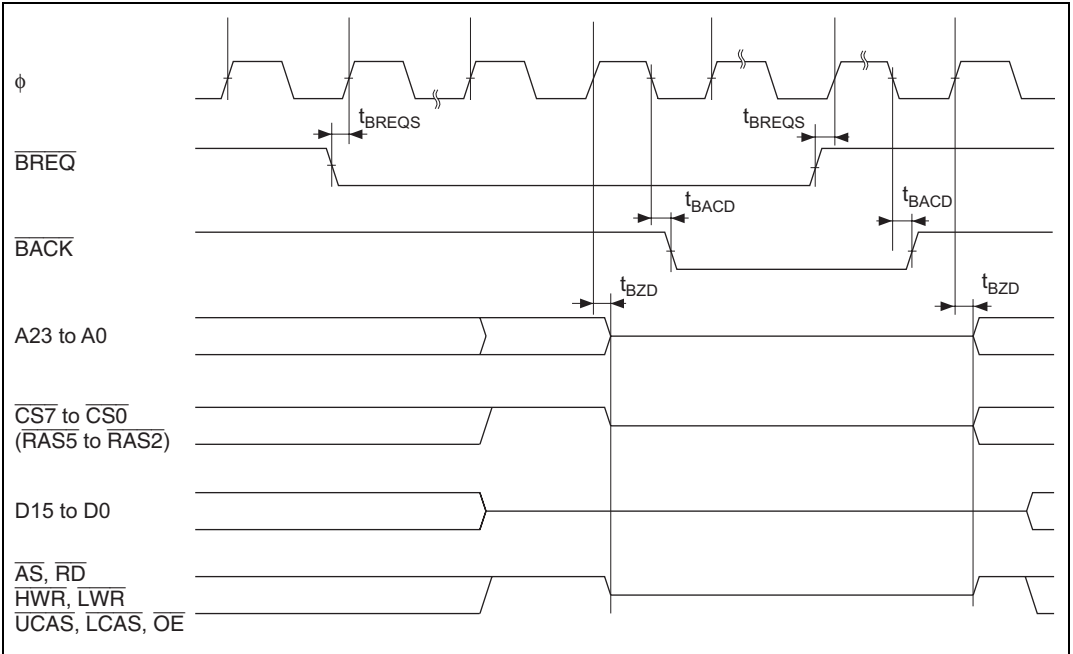 ϕ
tBREQS tBREQS
BREQ
tBACD tBACD
BACK
tBZD tBZD
A23 to A0
CS7 to CS0
(RAS5 to RAS2)
D15 to D0
AS, RD
HWR, LWR
UCAS, LCAS, OE